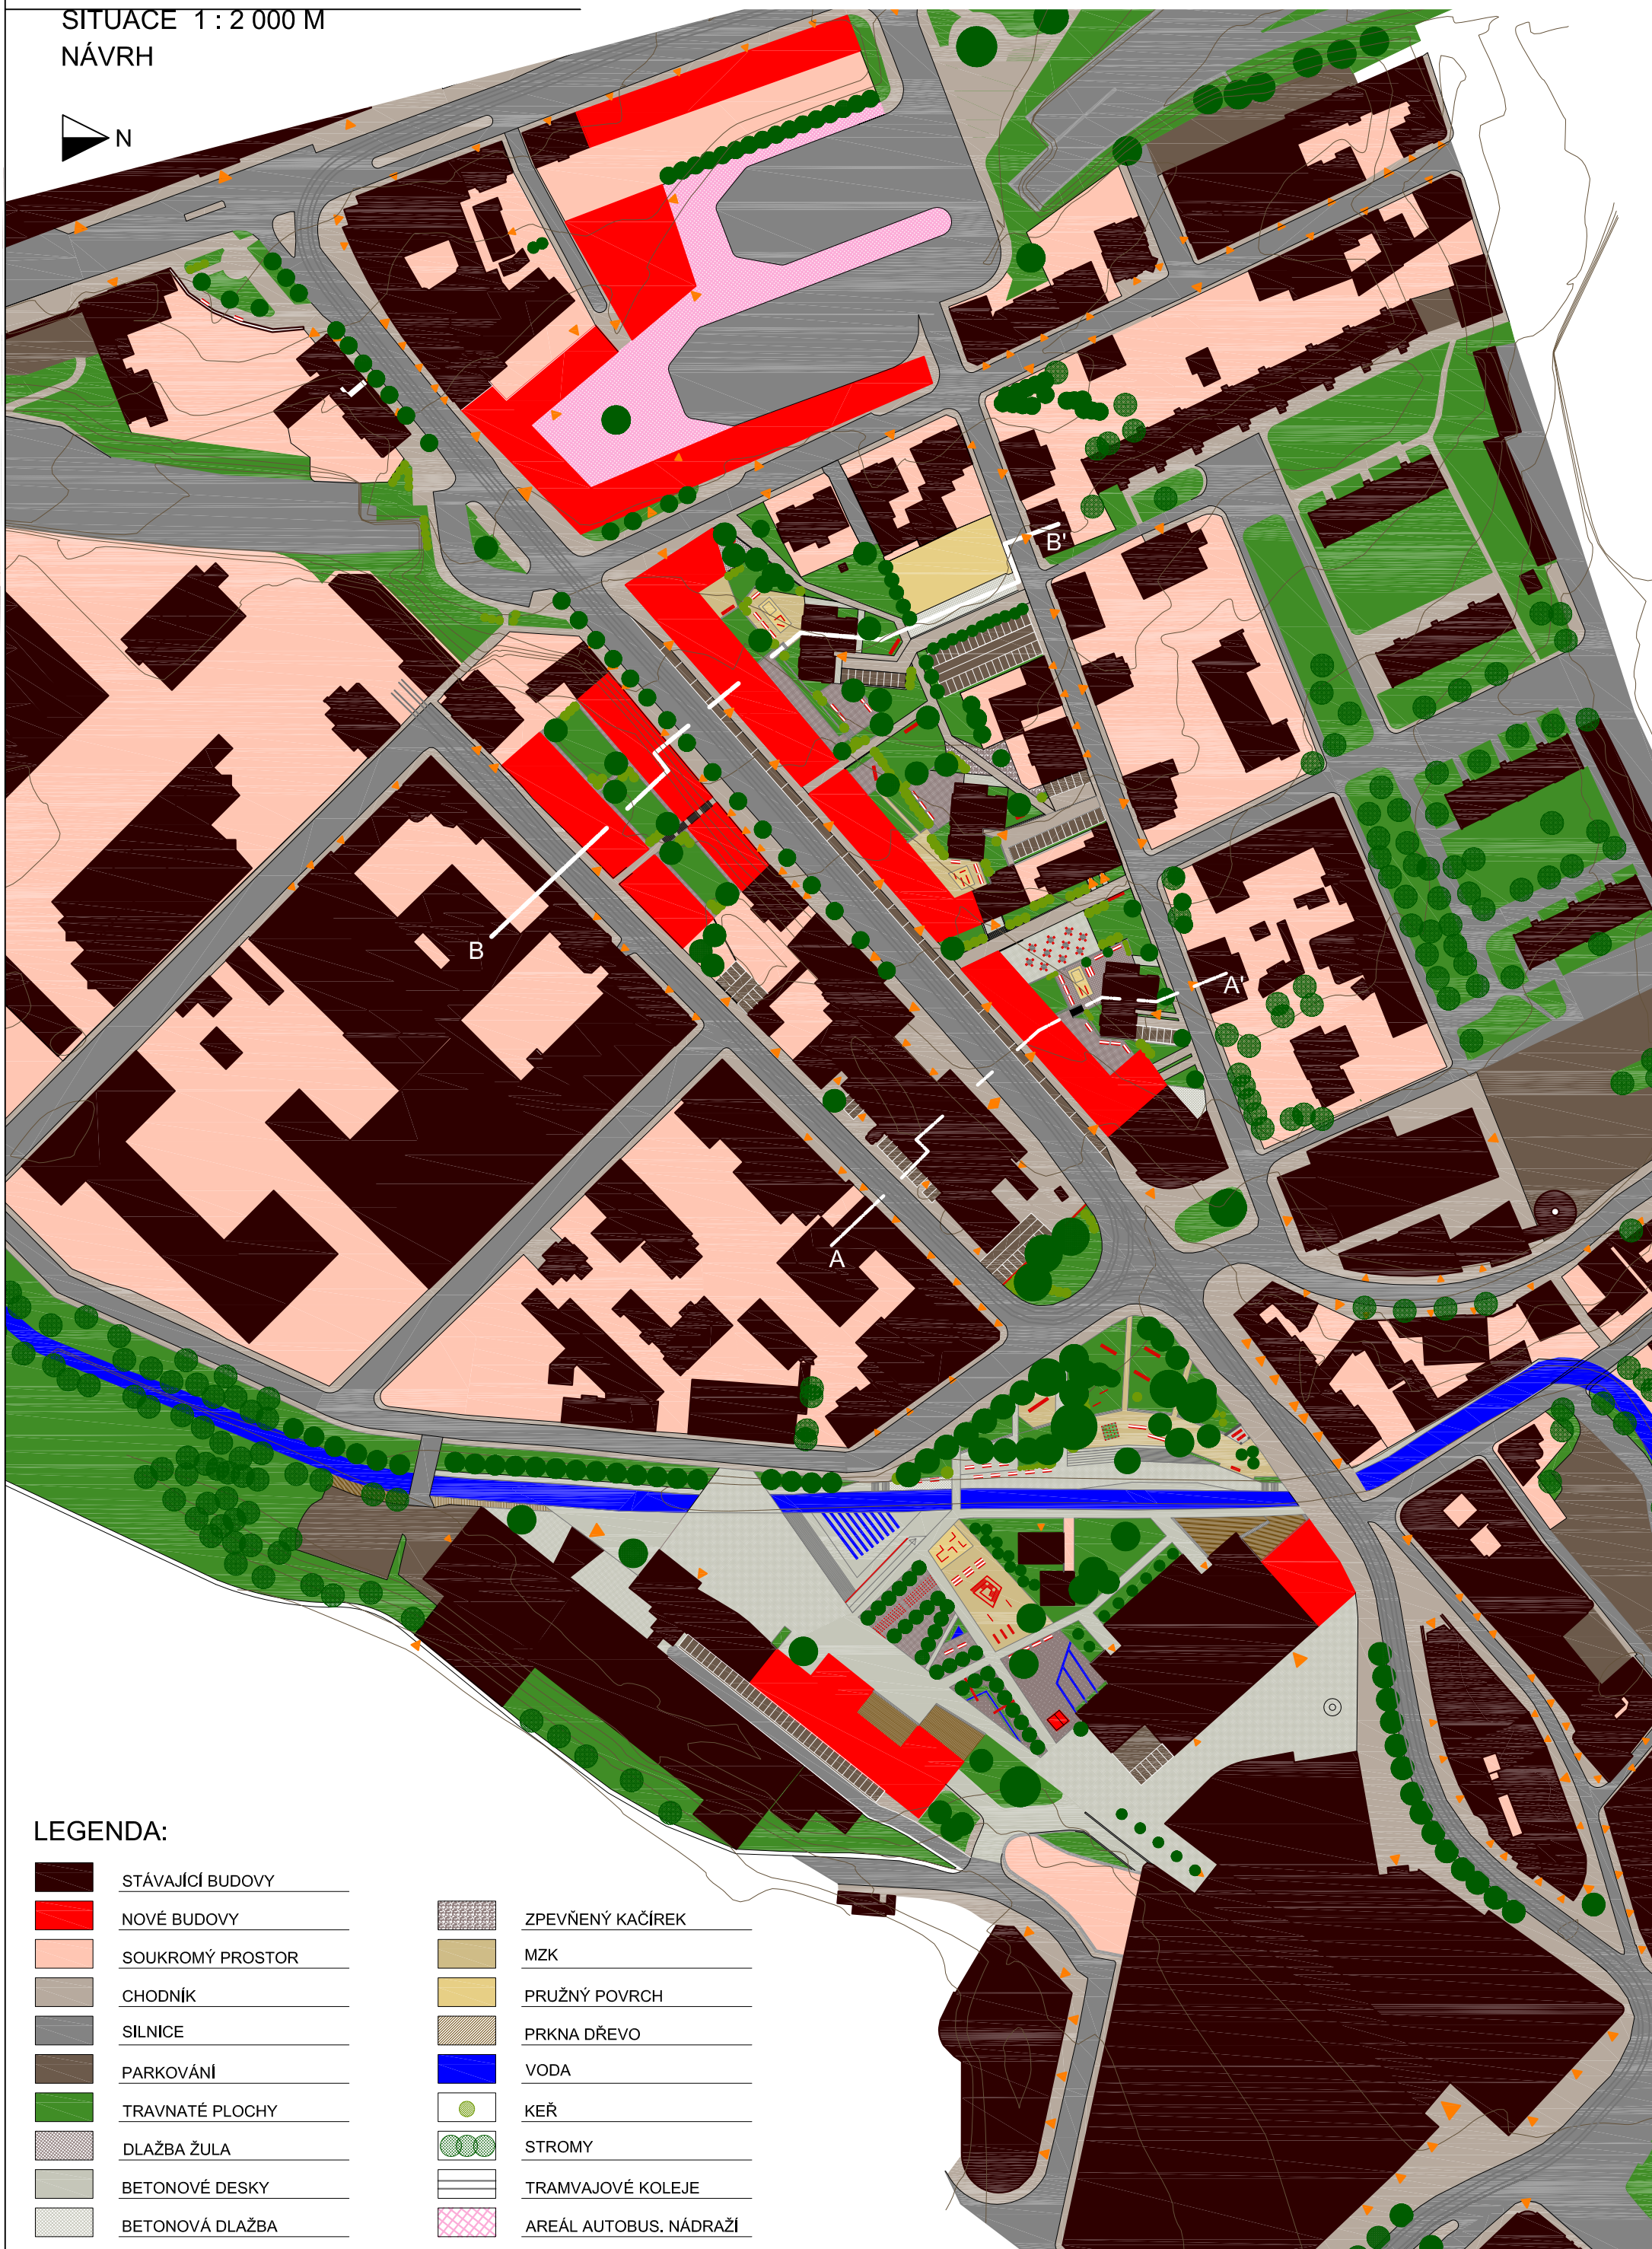 SITUACE 1 : 2 000 M
NÁVRH
N
B'
B
A'
A
LEGENDA:
STÁVAJÍCÍ BUDOVY
NOVÉ BUDOVY
SOUKROMÝ PROSTOR
CHODNÍK
SILNICE
PARKOVÁNÍ
TRAVNATÉ PLOCHY
DLAŽBA ŽULA
BETONOVÉ DESKY
BETONOVÁ DLAŽBA
ZPEVŇENÝ KAČÍREK
MZK
PRUŽNÝ POVRCH
PRKNA DŘEVO
VODA
KEŘ
STROMY
TRAMVAJOVÉ KOLEJE
AREÁL AUTOBUS. NÁDRAŽÍ